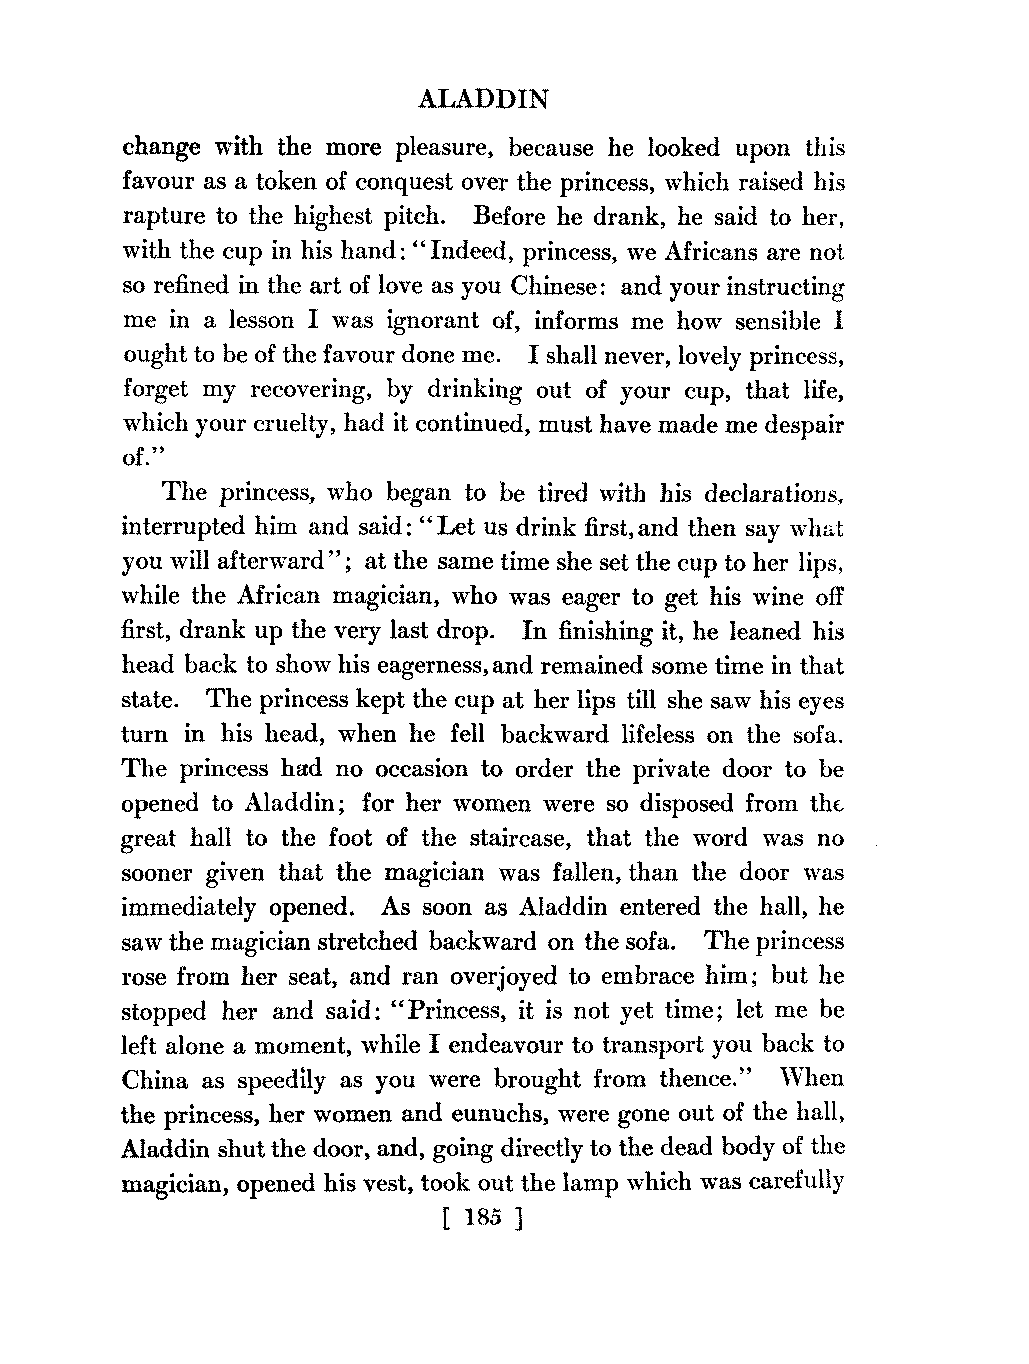 ALADDIN
change with the more pleasure, because he looked upon this
favour as a token of conquest over the princess, which raised his
rapture to the highest pitch. Before he drank, he said to her,
with the cup in his hand: "Indeed, princess, we Africans are not
so refined in the art of love as you Chinese: and your instructing
me in a lesson I was ignorant of, informs me how sensible I
ought to be of the favour done me. I shall never, lovely princess,
forget my recovering, by drinking out of your cup, that life,
which your cruelty, had it continued, must have made me despair
of."
The princess, who began to be tired with his declarations,
interrupted him and said: "Let us drink first, and then say what
you will afterward"; at the same time she set the cup to her lips,
while the African magician, who was eager to get his wine off
first, drank up the very last drop. In finishing it, he leaned his
head back to show his eagerness, and remained some time in that
state. The princess kept the cup at her lips till she saw his eyes
turn in his head, when he fell backward lifeless on the sofa.
The princess had no occasion to order the private door to be
opened to Aladdin; for her women were so disposed from the
great hall to the foot of the staircase, that the word was no
sooner given that the magician was fallen, than the door was
immediately opened. As soon as Aladdin entered the hall, he
saw the magician stretched backward on the sofa. The princess
rose from her seat, and ran overjoyed to embrace him; but he
stopped her and said: "Princess, it is not yet time; let me be
left alone a moment, while I endeavour to transport you back to
China as speedily as you were brought from thence." When
the princess, her women and eunuchs, were gone out of the hall,
Aladdin shut the door, and, going directly to the dead body of the
magician, opened his vest, took out the lamp which was carefully
[ 185 ]